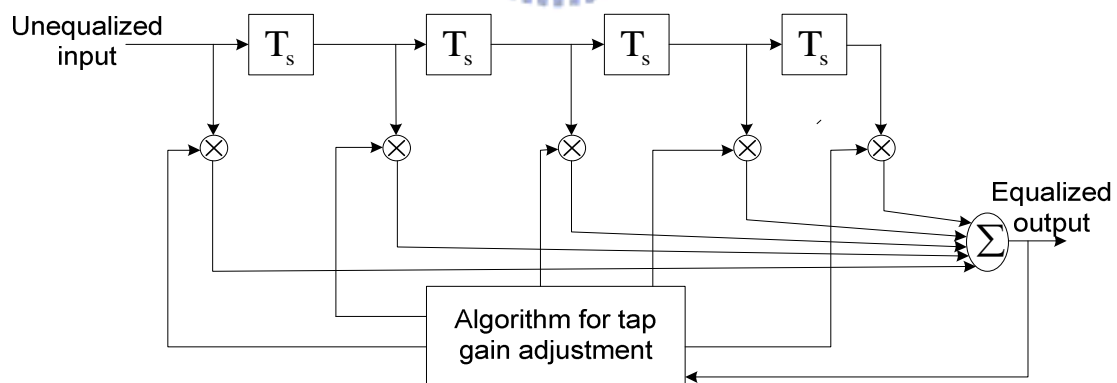 Unequalized
input
Ts
Ts
Ts
Ts
Equalized
output
Σ
Algorithm for tap
gain adjustment